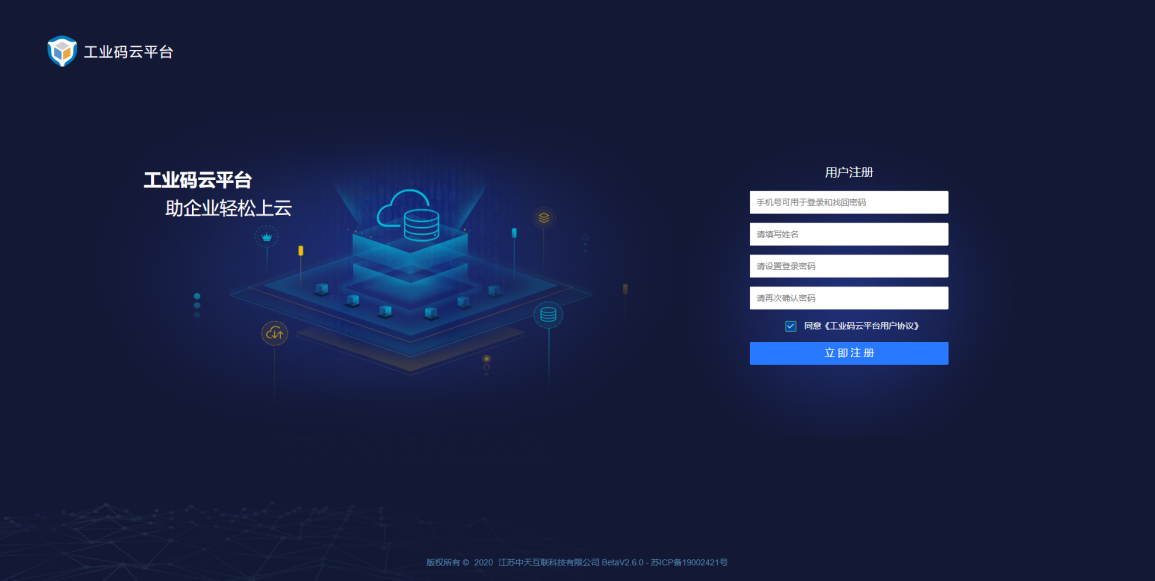 工业码云平台
工业码云平台
助企业轻松上云
用户注册
手机号可用于登录和找回密码
请填写姓名
请设置登录密码
请再次确认密码
同意《工业码云平台用户协议》
立即注册
版权所有 © 2020 江苏中天互联科技有限公司 BetaV2.6.0 - 苏ICP备19002421号